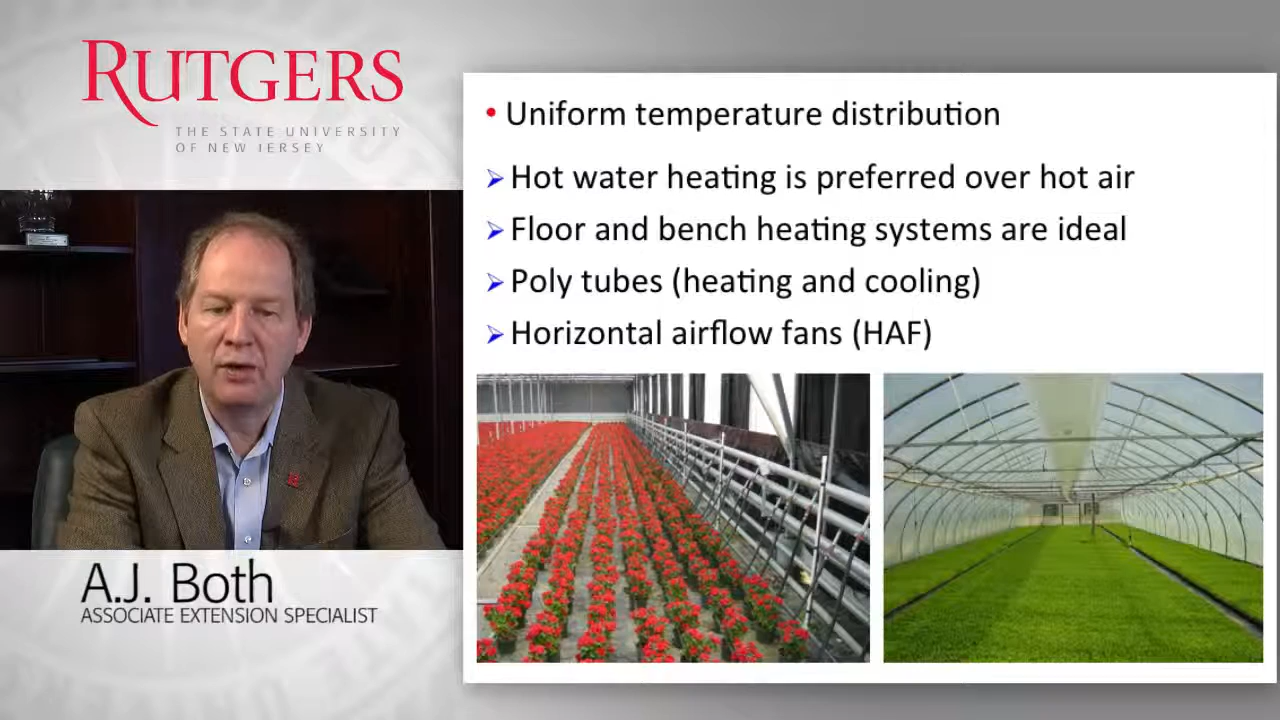 RUTGERS
THE STATE UNIVERSITY
OF NEW JERSEY
• Uniform temperature distribution
➢ Hot water heating is preferred over hot air
➢ Floor and bench heating systems are ideal
➢ Poly tubes (heating and cooling)
➢ Horizontal airflow fans (HAF)
A.J. Both
ASSOCIATE EXTENSION SPECIALIST